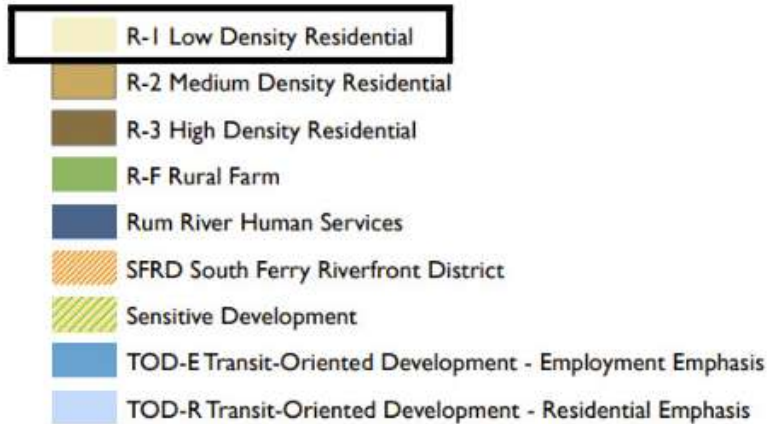 R-1 Low Density Residential
R-2 Medium Density Residential
R-3 High Density Residential
R-F Rural Farm
Rum River Human Services
SFRD South Ferry Riverfront District
Sensitive Development
TOD-E Transit-Oriented Development - Employment Emphasis
TOD-R Transit-Oriented Development - Residential Emphasis